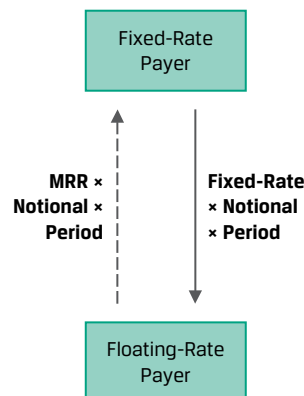 Fixed-Rate
Payer
MRR ×
Notional ×
Period
Fixed-Rate
× Notional
× Period
Floating-Rate
Payer